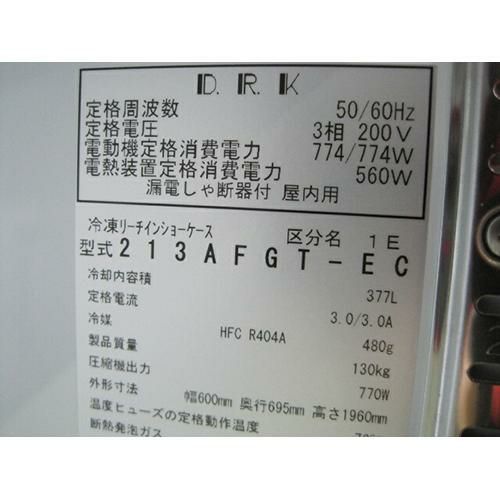 D. R. K
定格周波数 50/60Hz
定格電圧 3相 200V
電動機定格消費電力 774/774W
電熱装置定格消費電力 560W
漏電しゃ断器付 屋内用
冷凍リーチインショーケース 区分名 1E
型式 213AFGT-EC
冷却内容積 377L
定格電流 3.0/3.0A
冷媒 HFC R404A 480g
製品質量 130kg
圧縮機出力 770W
外形寸法 幅600mm 奥行695mm 高さ1960mm
温度ヒューズの定格動作温度
断熱発泡ガス